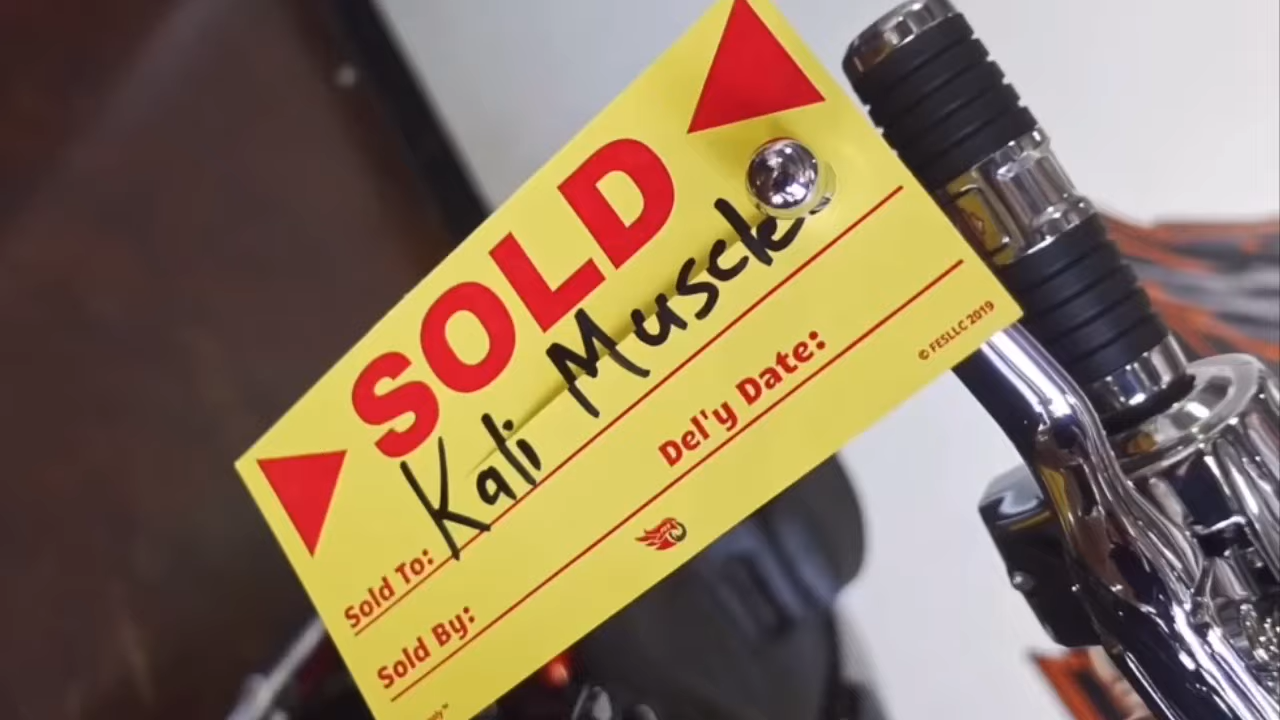 SOLD
Sold To: Kali Muscle
Sold By:
Del'y Date:
© FESLLC 2019